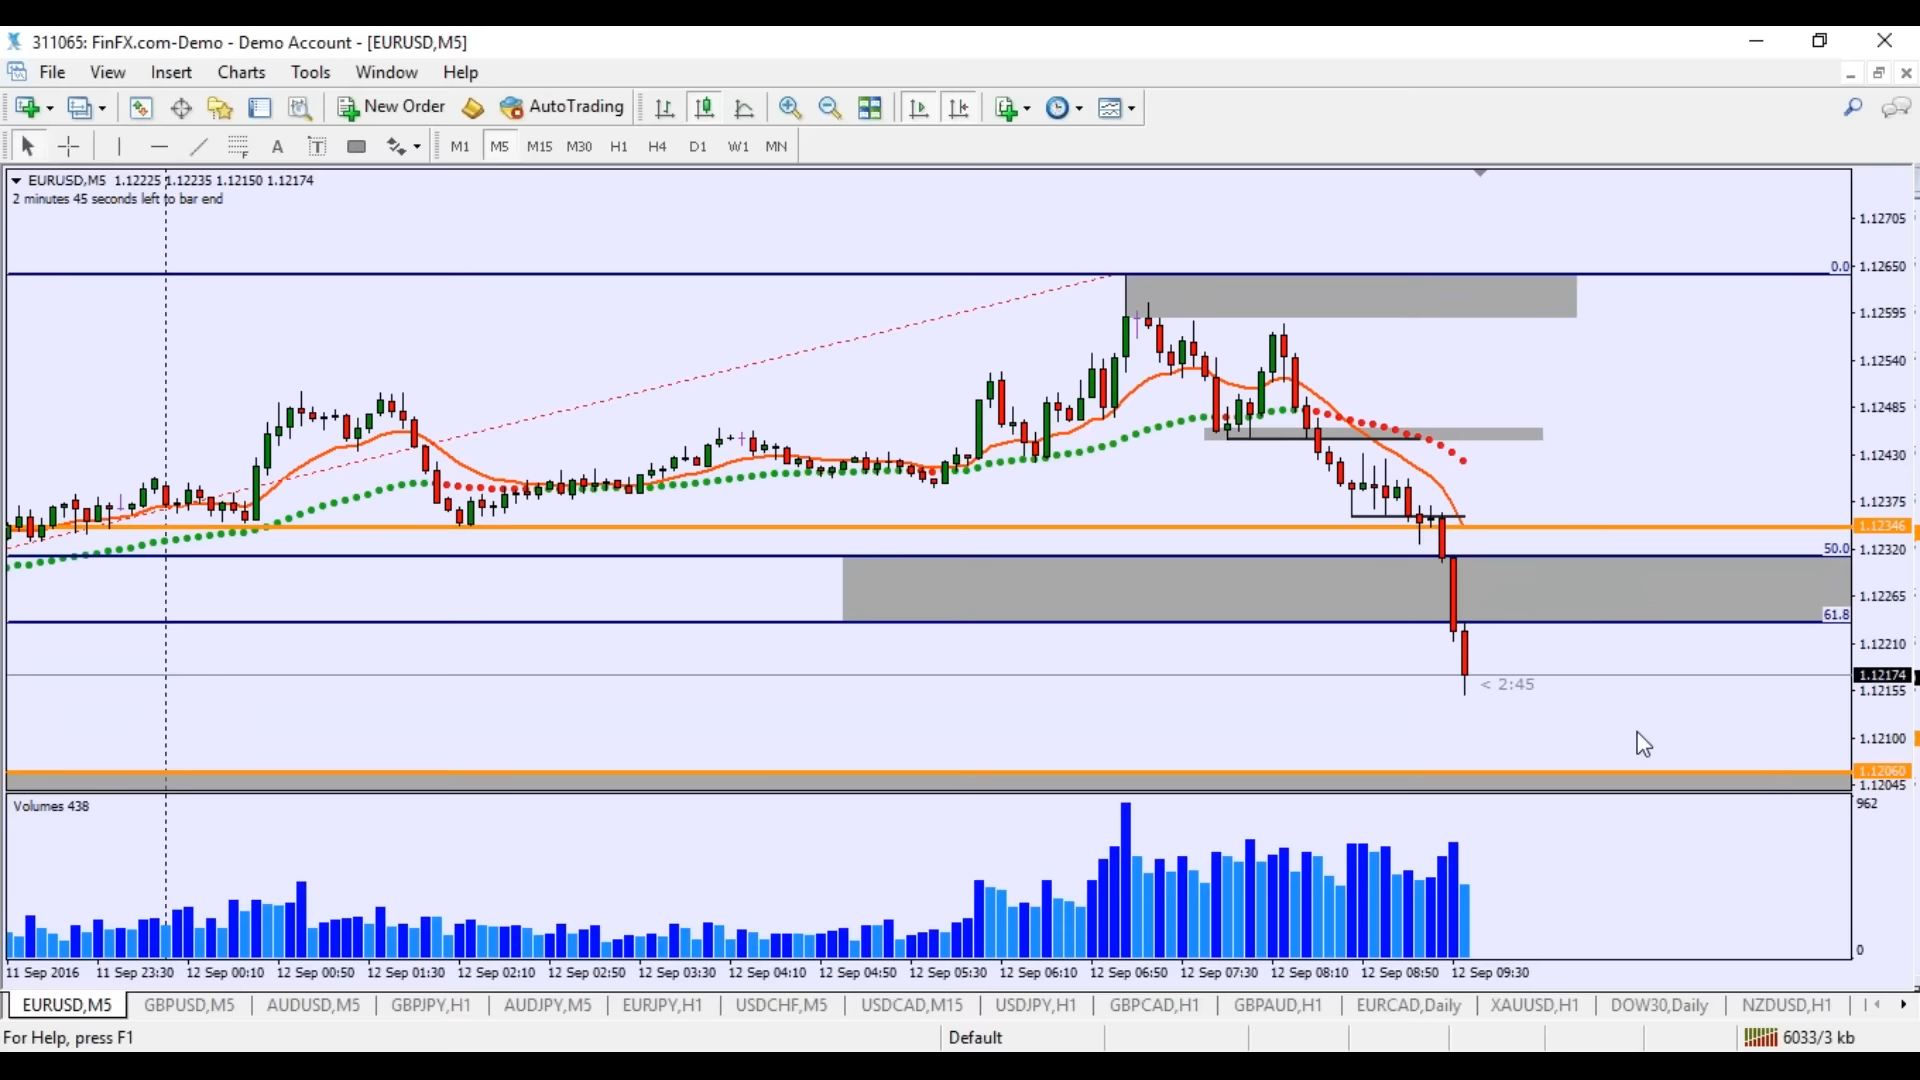 311065: FinFX.com-Demo - Demo Account - [EURUSD,M5]
File View Insert Charts Tools Window Help
New Order AutoTrading
A T M1 M5 M15 M30 H1 H4 D1 W1 MN
EURUSD,M5 1.12225 1.12235 1.12150 1.12174
2 minutes 45 seconds left to bar end
1.12705
0.0 1.12650
1.12595
1.12540
1.12485
1.12430
1.12375
1.12346
50.0 1.12320
1.12265
61.8
1.12210
1.12174
< 2:45
1.12155
1.12100
1.12060
1.12045
Volumes 438
962
0
11 Sep 2016 11 Sep 23:30 12 Sep 00:10 12 Sep 00:50 12 Sep 01:30 12 Sep 02:10 12 Sep 02:50 12 Sep 03:30 12 Sep 04:10 12 Sep 04:50 12 Sep 05:30 12 Sep 06:10 12 Sep 06:50 12 Sep 07:30 12 Sep 08:10 12 Sep 08:50 12 Sep 09:30
EURUSD,M5 GBPUSD,M5 AUDUSD,M5 GBPJPY,H1 AUDJPY,M5 EURJPY,H1 USDCHF,M5 USDCAD,M15 USDJPY,H1 GBPCAD,H1 GBPAUD,H1 EURCAD,Daily XAUUSD,H1 DOW30,Daily NZDUSD,H1
For Help, press F1 Default 6033/3 kb